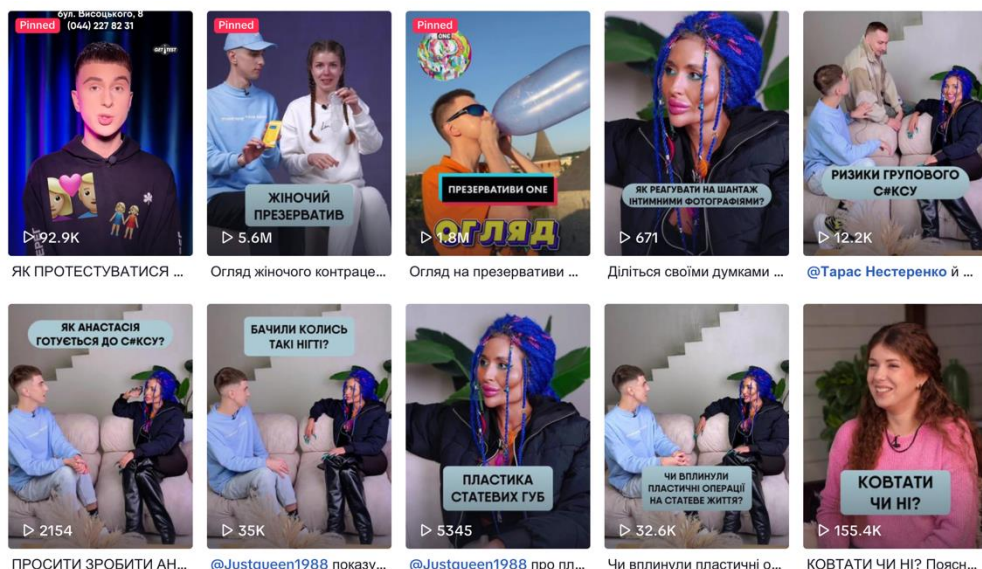 бул. Висоцького, 8
Pinned
(044) 227 82 31
92.9K
ЯК ПРОТЕСТУВАТИСЯ ...
Pinned
ЖІНОЧИЙ
ПРЕЗЕРВАТИВ
5.6M
Огляд жіночого контраце...
Pinned
ONE
ПРЕЗЕРВАТИВИ ONE
ОГЛЯД
1.8M
Огляд на презервативи ...
ЯК РЕАГУВАТИ НА ШАНТАЖ
ІНТИМНИМИ ФОТОГРАФІЯМИ?
671
Діліться своїми думками ...
РИЗИКИ ГРУПОВОГО
С#КСУ
12.2K
@Тарас Нестеренко й ...
ЯК АНАСТАСІЯ
ГОТУЄТЬСЯ ДО С#КСУ?
2154
ПРОСИТИ ЗРОБИТИ АН...
БАЧИЛИ КОЛИСЬ
ТАКІ НІГТІ?
35K
@Justqueen1988 показу...
ПЛАСТИКА
СТАТЕВИХ ГУБ
5345
@Justqueen1988 про пл...
ЧИ ВПЛИНУЛИ
ПЛАСТИЧНІ ОПЕРАЦІЇ
НА СТАТЕВЕ ЖИТТЯ?
32.6K
Чи вплинули пластичні о...
КОВТАТИ
ЧИ НІ?
155.4K
КОВТАТИ ЧИ НІ? Поясн...